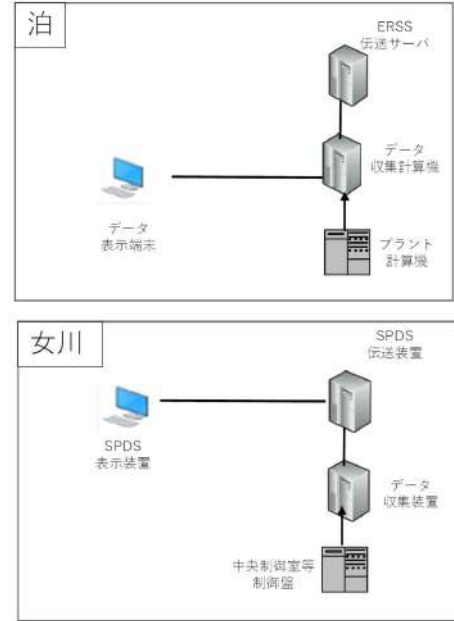 泊
ERSS
伝送サーバ
データ
収集計算機
データ
表示端末
プラント
計算機
女川
SPDS
伝送装置
SPDS
表示装置
データ
収集装置
中央制御室等
制御盤